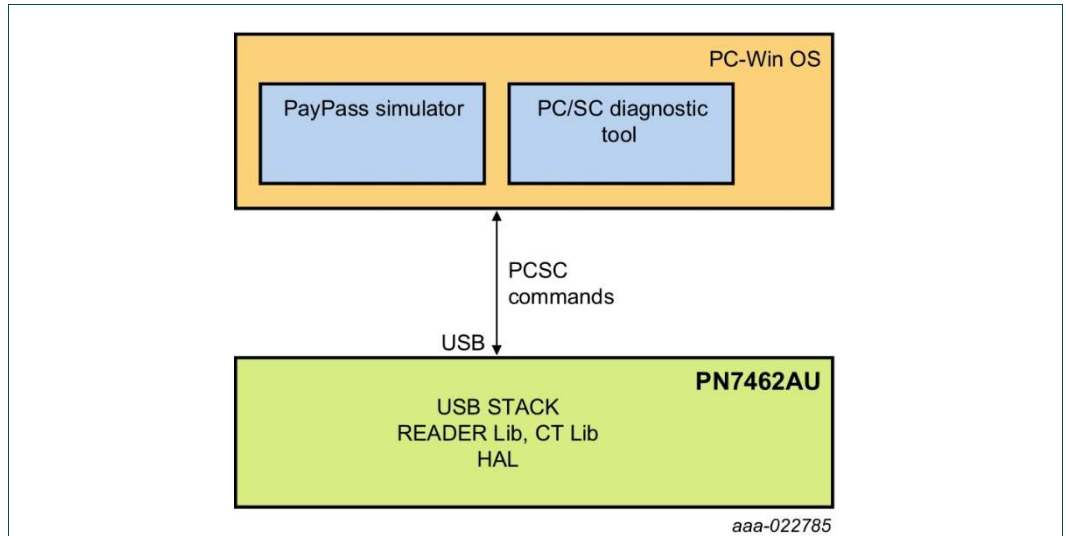 PC-Win OS
PayPass simulator
PC/SC diagnostic
tool
PCSC
commands
USB
PN7462AU
USB STACK
READER Lib, CT Lib
HAL
aaa-022785